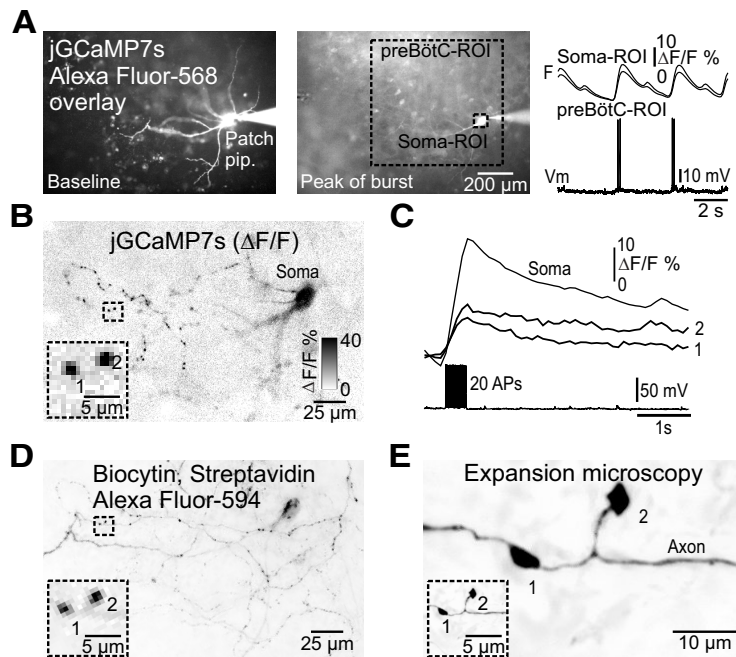 A
jGCaMP7s
Alexa Fluor-568
overlay
Patch
pip.
Baseline
preBötC-ROI
Soma-ROI
Peak of burst
200 µm
Soma-ROI
10
ΔF/F %
0
F
preBötC-ROI
Vm
10 mV
2 s
B
jGCaMP7s (ΔF/F)
Soma
ΔF/F %
40
0
25 µm
1
2
5 µm
C
Soma
10
ΔF/F %
0
2
1
20 APs
50 mV
1s
D
Biocytin, Streptavidin
Alexa Fluor-594
1
2
5 µm
25 µm
E
Expansion microscopy
2
Axon
1
1
2
5 µm
10 µm